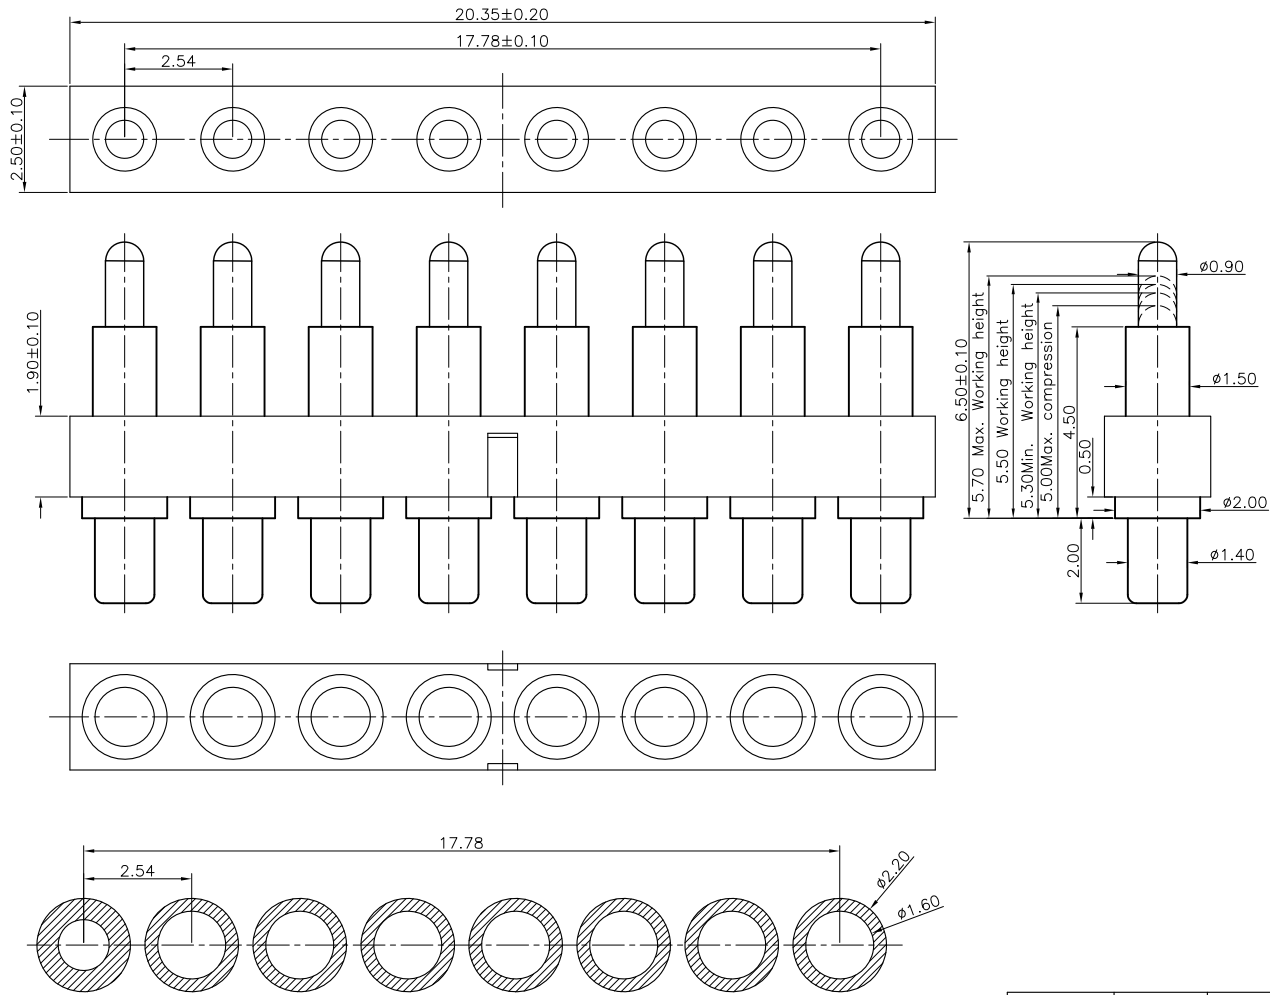 20.35±0.20
17.78±0.10
2.54
2.50±0.10
1.90±0.10
6.50±0.10
5.70 Max. Working height
5.50 Working height
5.30Min. Working height
5.00Max. compression
4.50
0.50
2.00
ø0.90
ø1.50
ø2.00
ø1.40
17.78
2.54
ø2.20
ø1.60